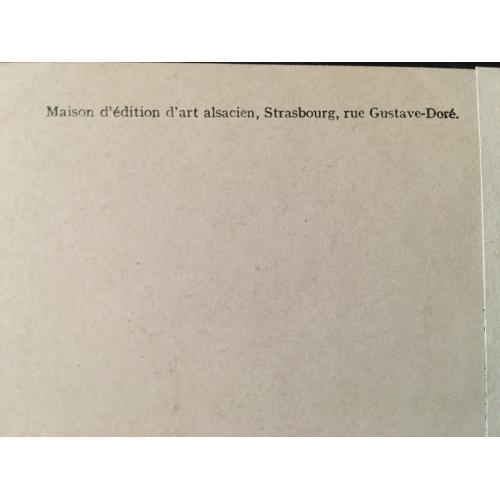 Maison d'édition d'art alsacien, Strasbourg, rue Gustave-Doré.